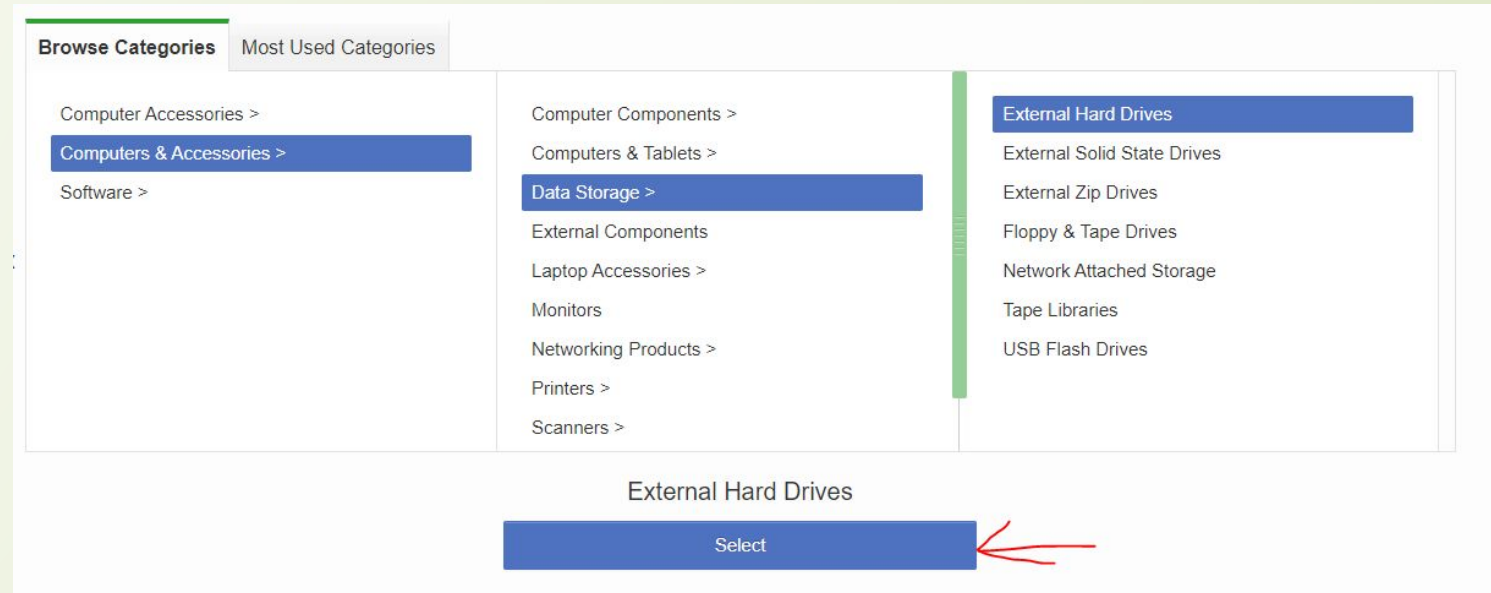 Browse Categories
Most Used Categories
Computer Accessories >
Computers & Accessories >
Software >
Computer Components >
Computers & Tablets >
Data Storage >
External Components
Laptop Accessories >
Monitors
Networking Products >
Printers >
Scanners >
External Hard Drives
External Solid State Drives
External Zip Drives
Floppy & Tape Drives
Network Attached Storage
Tape Libraries
USB Flash Drives
External Hard Drives
Select